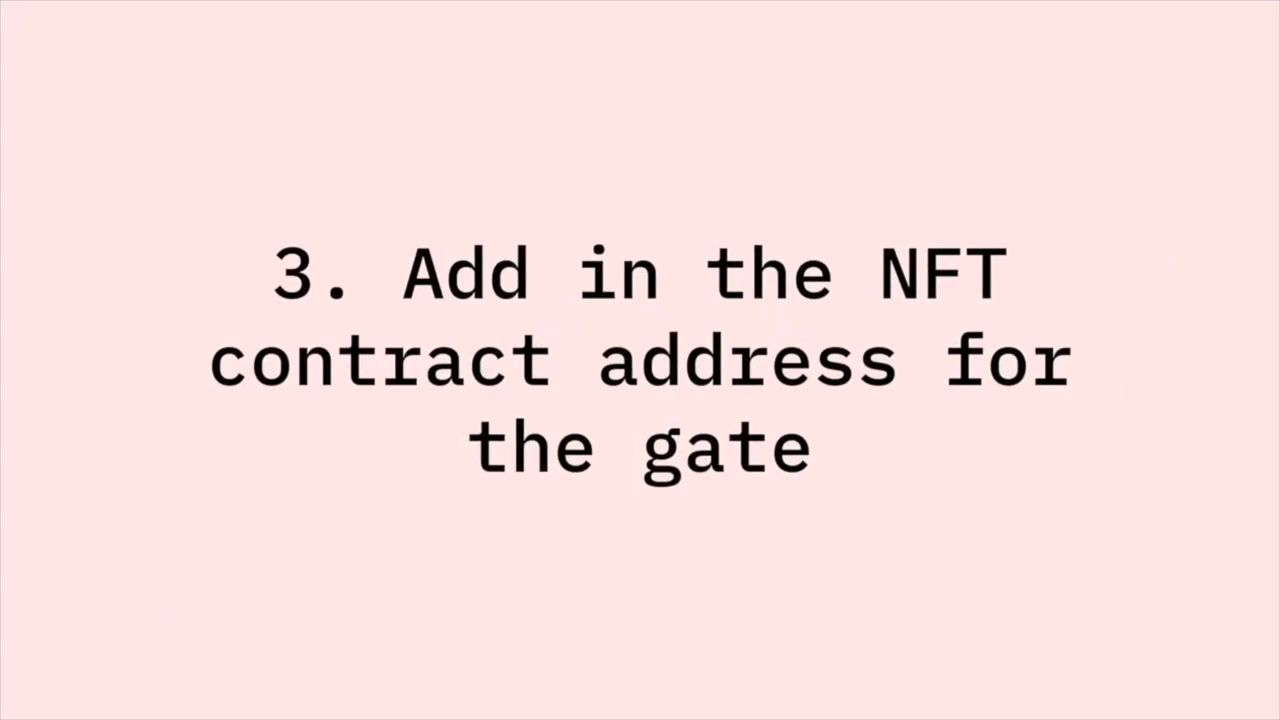 3. Add in the NFT
contract address for
the gate